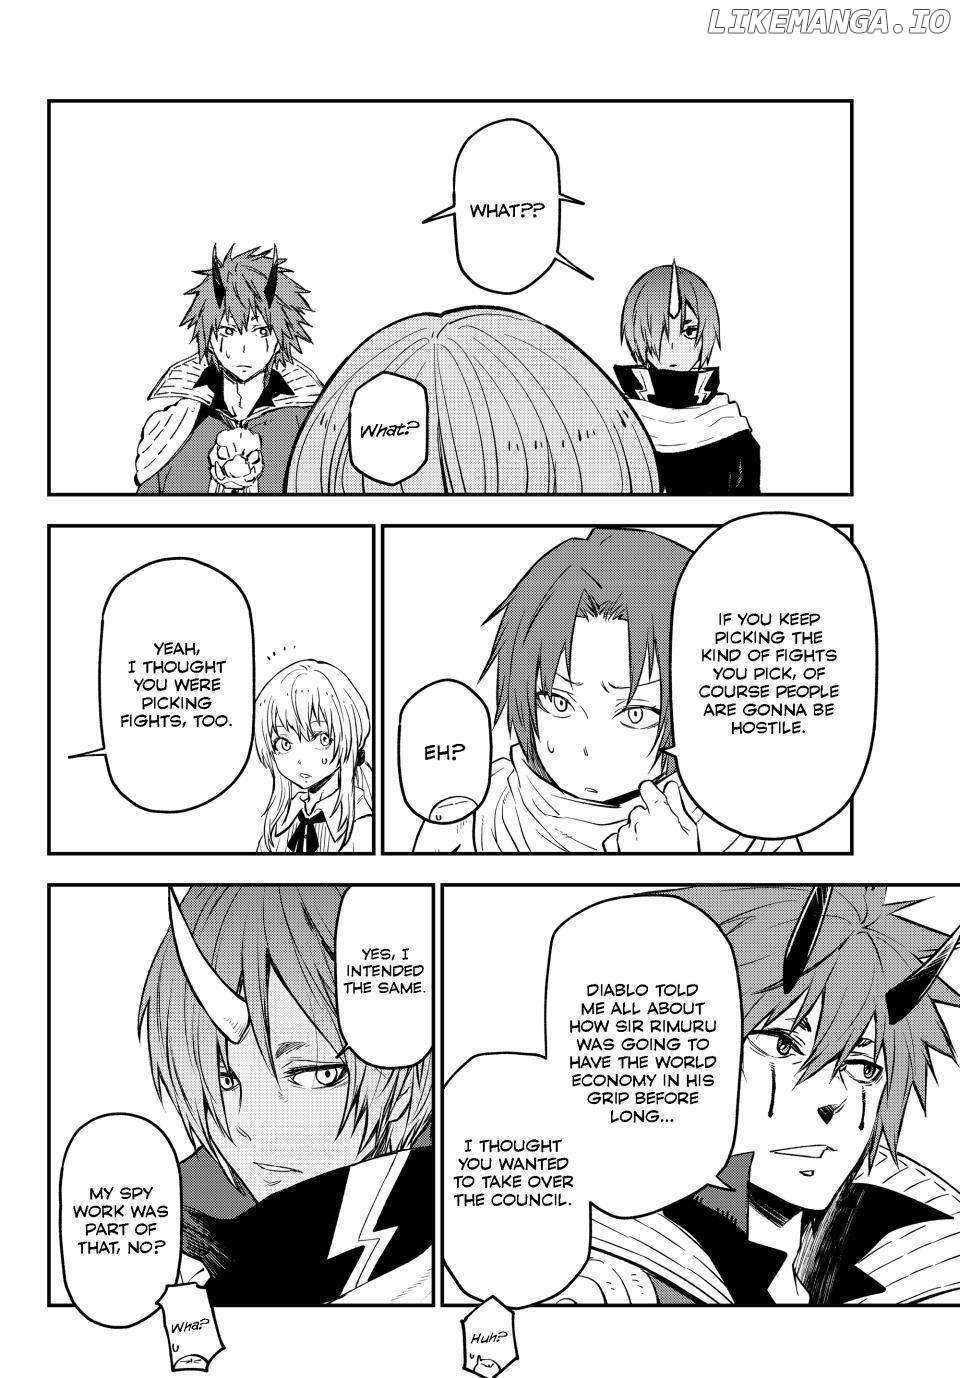 LIKEMANGA.IO
WHAT??
What?
IF YOU KEEP
PICKING THE
KIND OF FIGHTS
YOU PICK, OF
COURSE PEOPLE
ARE GONNA BE
HOSTILE.
EH?
YEAH,
I THOUGHT
YOU WERE
PICKING
FIGHTS, TOO.
DIABLO TOLD
ME ALL ABOUT
HOW SIR RIMURU
WAS GOING TO
HAVE THE WORLD
ECONOMY IN HIS
GRIP BEFORE
LONG...
I THOUGHT
YOU WANTED
TO TAKE OVER
THE COUNCIL.
Huh?
YES, I
INTENDED
THE SAME.
MY SPY
WORK WAS
PART OF
THAT, NO?
Wha?